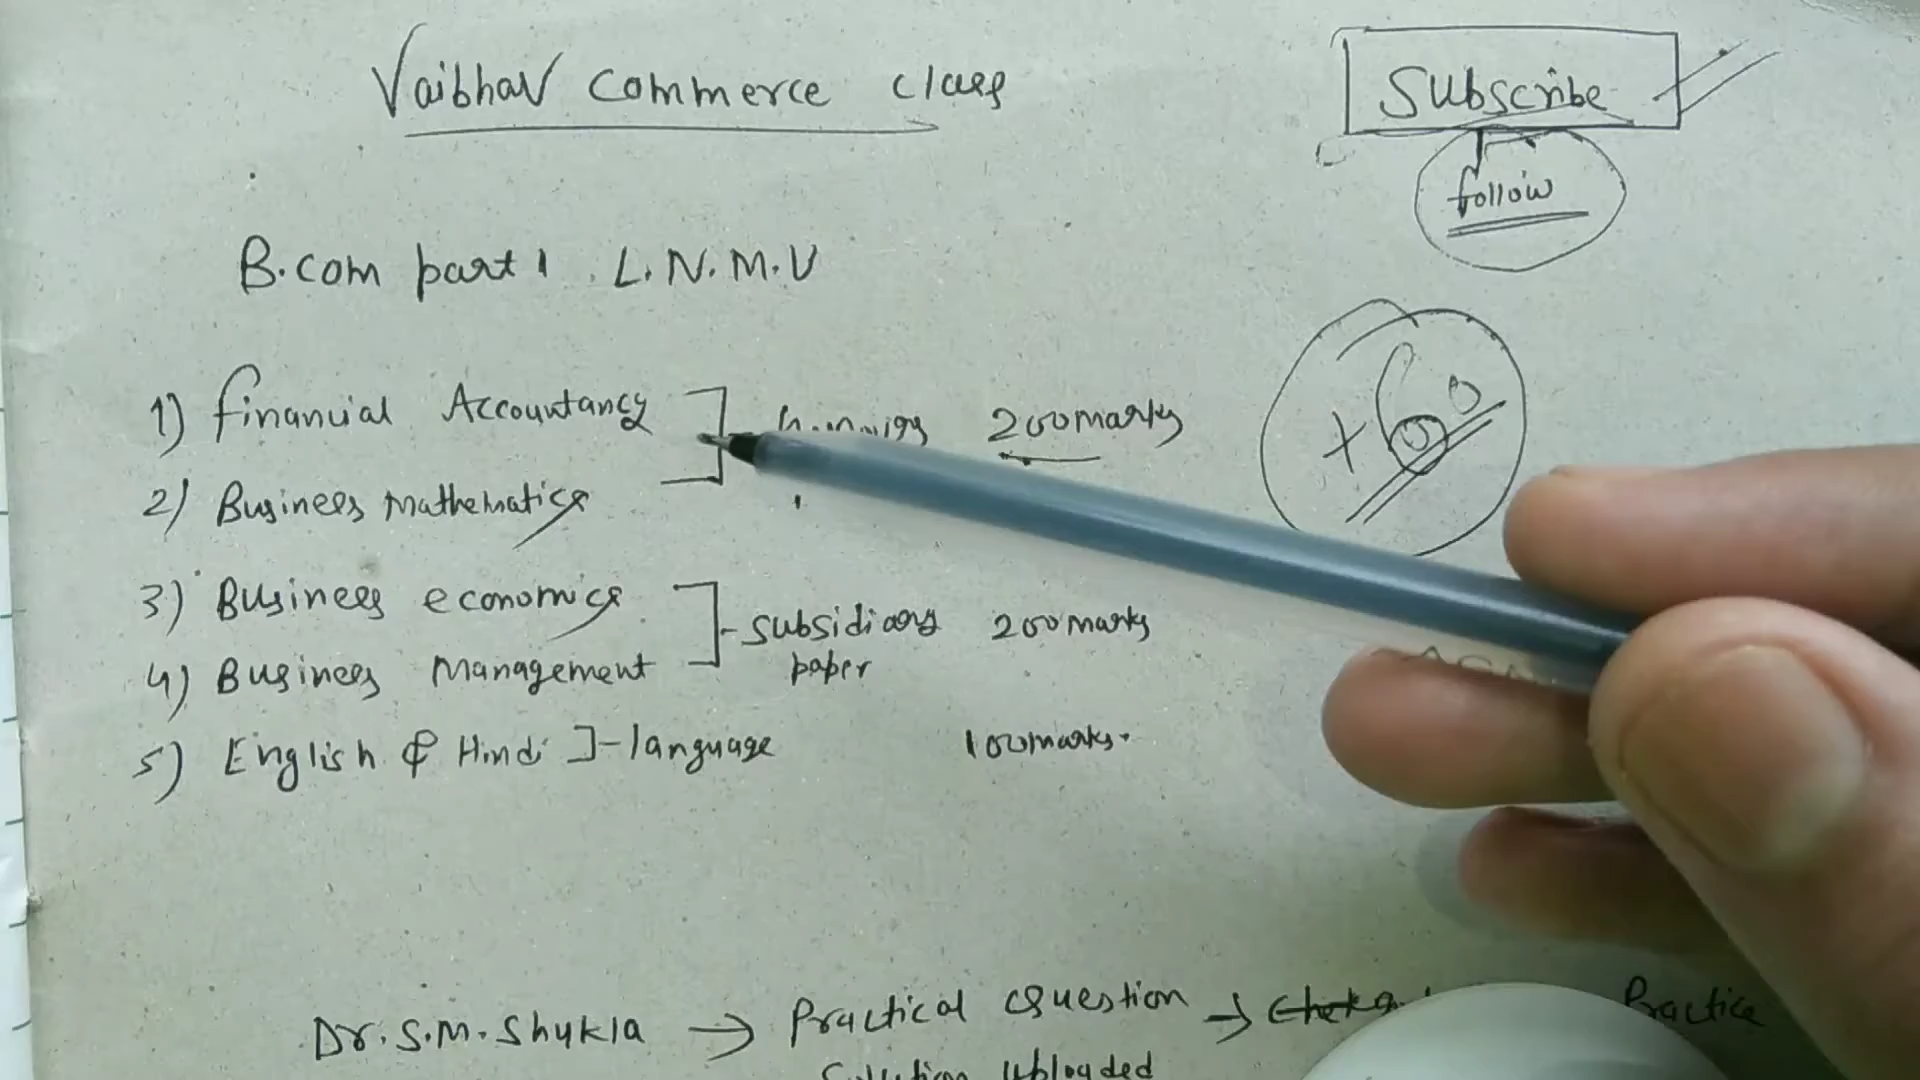 Vaibhav Commerce class
Subscribe
follow
B.com part 1 L.N.M.U
1) financial Accountancy 200 marks
2) Business Mathematics
+60
3) Business economics
subsidiary paper 200 marks
4) Business Management
5) English & Hindi ]-language 100 marks.
Dr. S.M. Shukla → Practical Question → Practice
Solution Uploaded